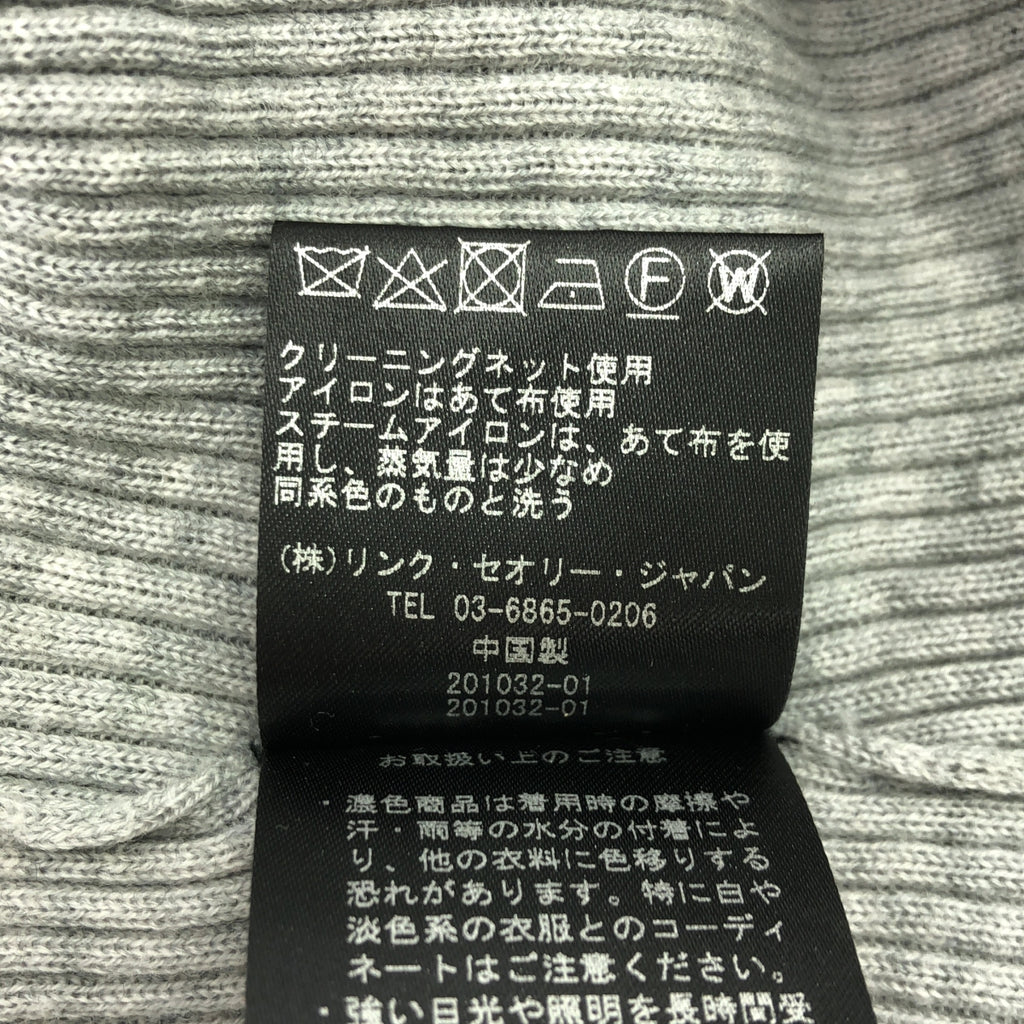 F W
クリーニングネット使用
アイロンはあて布使用
スチームアイロンは、あて布を使
用し、蒸気量は少なめ
同系色のものと洗う
(株)リンク・セオリー・ジャパン
TEL 03-6865-0206
中国製
201032-01
201032-01
お取扱い上のご注意
・濃色商品は着用時の摩擦や
汗・雨等の水分の付着によ
り、他の衣料に色移りする
恐れがあります。特に白や
淡色系の衣服とのコーディ
ネートはご注意ください。
・強い日光や照明を長時間受